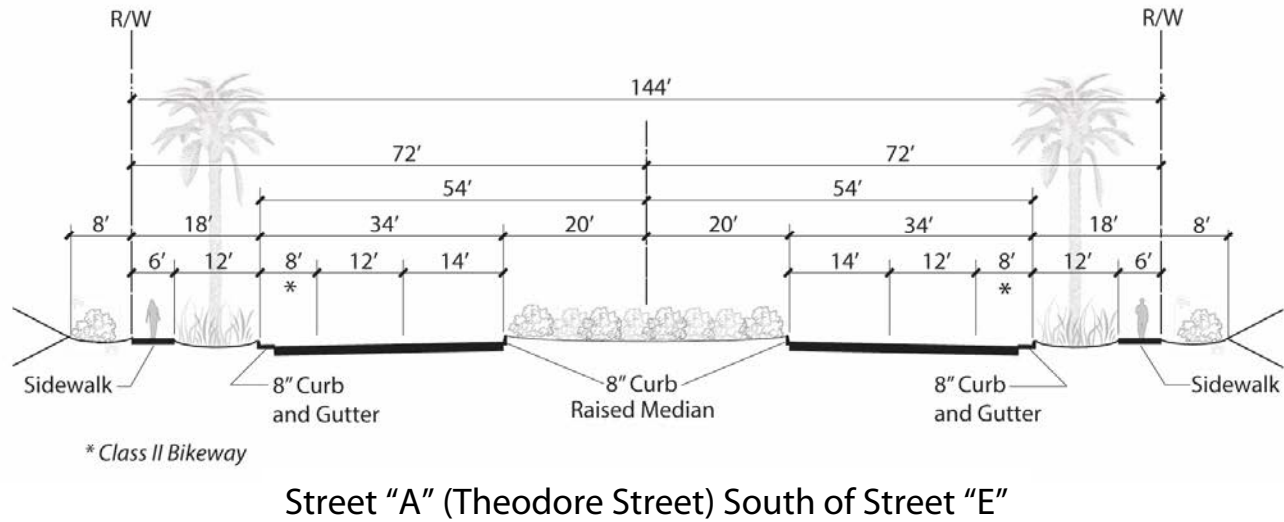 R/W R/W
144’
72’ 72’
54’ 54’
8’ 18’ 34’ 20’ 20’ 34’ 18’ 8’
6’ 12’ 8’ 12’ 14’ 14’ 12’ 8’ 12’ 6’
* *
Sidewalk
8” Curb
and Gutter
8” Curb
Raised Median
8” Curb
and Gutter
Sidewalk
* Class II Bikeway
Street “A” (Theodore Street) South of Street “E”